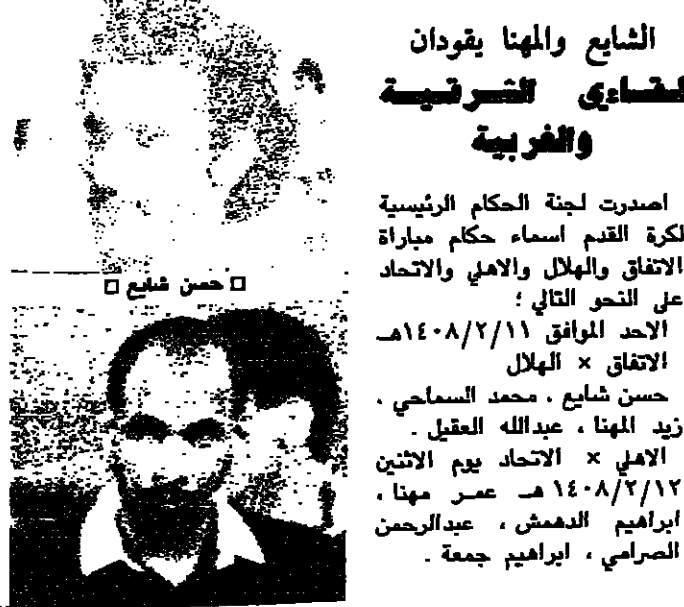 الشايع والمهنا يقودان
لقاءي الشرقية
والغربية
اصدرت لجنة الحكام الرئيسية
لكرة القدم اسماء حكام مباراة
الاتفاق والهلال والاهلي والاتحاد
على النحو التالي ؛
الاحد الموافق ١٤٠٨/٢/١١هـ
الاتفاق × الهلال
حسن شايع ، محمد السماحي ،
زيد المهنا ، عبدالله العقيل .
الاهلي × الاتحاد يوم الاثنين
١٤٠٨/٢/١٢ هـ عمر مهنا ،
ابراهيم الدهمش ، عبدالرحمن
الصرامي ، ابراهيم جمعة .
□ حسن شايع □